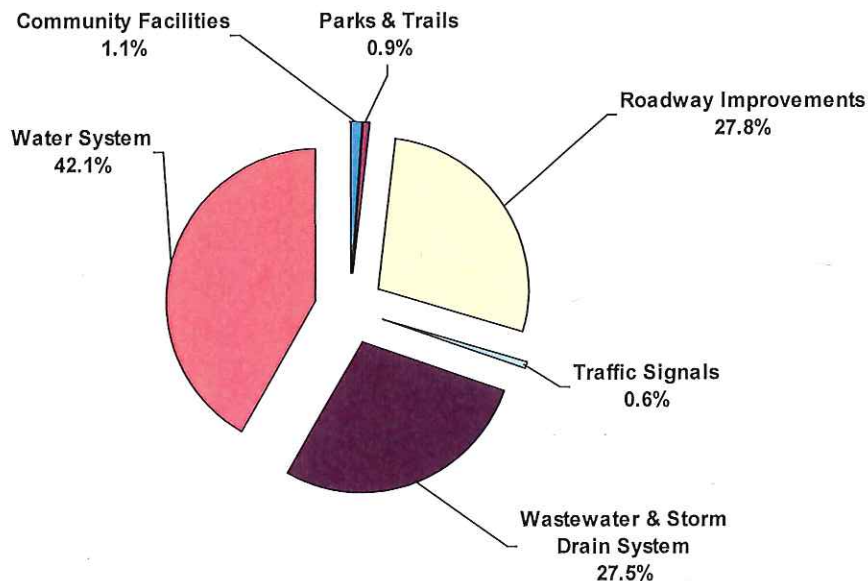 Community Facilities
1.1%
Parks & Trails
0.9%
Roadway Improvements
27.8%
Water System
42.1%
Traffic Signals
0.6%
Wastewater & Storm
Drain System
27.5%